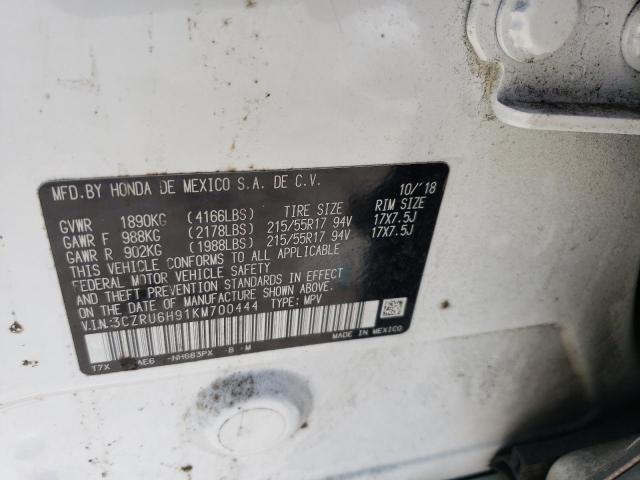 MFD.BY HONDA DE MEXICO S.A. DE C.V. 10/'18
TIRE SIZE RIM SIZE
GVWR 1890KG (4166LBS)
GAWR F 988KG (2178LBS) 215/55R17 94V 17X7.5J
GAWR R 902KG (1988LBS) 215/55R17 94V 17X7.5J
THIS VEHICLE CONFORMS TO ALL APPLICABLE
FEDERAL MOTOR VEHICLE SAFETY
AND THEFT PREVENTION STANDARDS IN EFFECT
ON THE DATE OF MANUFACTURE SHOWN ABOVE.
V.I.N:3CZRU6H91KM700444 TYPE: MPV
MADE IN MEXICO
T7X AE6 -NH883PX -B -M